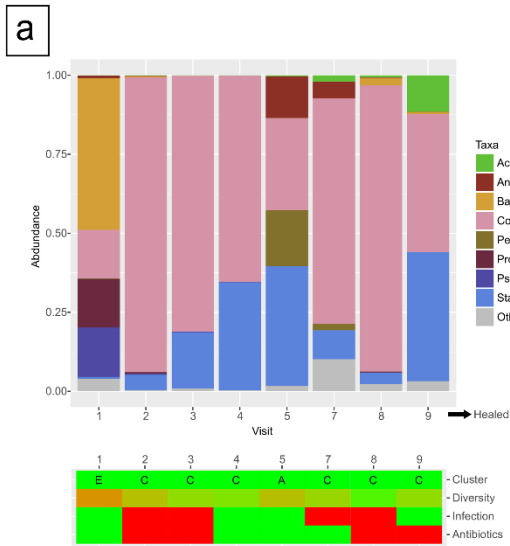 a
1.00
0.75
0.50
0.25
0.00
Abdundance
1 2 3 4 5 7 8 9
Visit
Healed
Taxa
Ac
An
Ba
Co
Pe
Pro
Ps
Sta
Oth
1 2 3 4 5 7 8 9
E C C C A C C C
Cluster
Diversity
Infection
Antibiotics